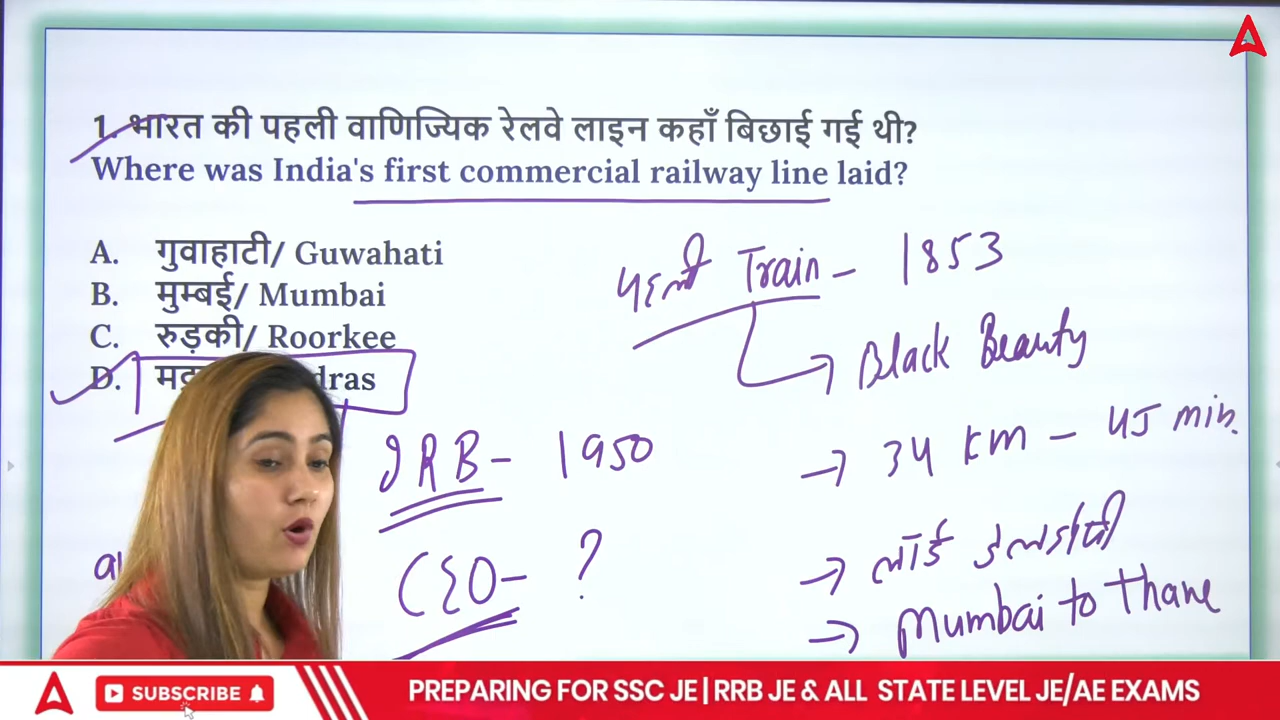 1. भारत की पहली वाणिज्यिक रेलवे लाइन कहाँ बिछाई गई थी?
Where was India's first commercial railway line laid?
A. गुवाहाटी/ Guwahati
B. मुम्बई/ Mumbai
C. रुड़की/ Roorkee
D.
पहली Train - 1853
→ Black Beauty
→ 34 km - 45 min.
→ लॉर्ड डलहौजी
→ Mumbai to Thane
IRB - 1950
CEO - ?
SUBSCRIBE
PREPARING FOR SSC JE | RRB JE & ALL STATE LEVEL JE/AE EXAMS